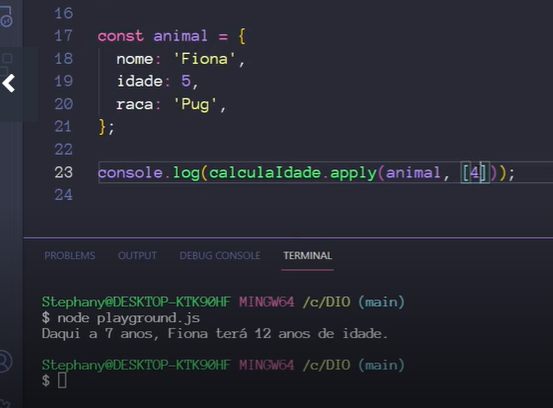 16
17 const animal = {
18 nome: 'Fiona',
19 idade: 5,
20 raca: 'Pug',
21 };
22
23 console.log(calculaIdade.apply(animal, [4]));
24
PROBLEMS OUTPUT DEBUG CONSOLE TERMINAL
Stephany@DESKTOP-KTK90HF MINGW64 /c/DIO (main)
$ node playground.js
Daqui a 7 anos, Fiona terá 12 anos de idade.
Stephany@DESKTOP-KTK90HF MINGW64 /c/DIO (main)
$